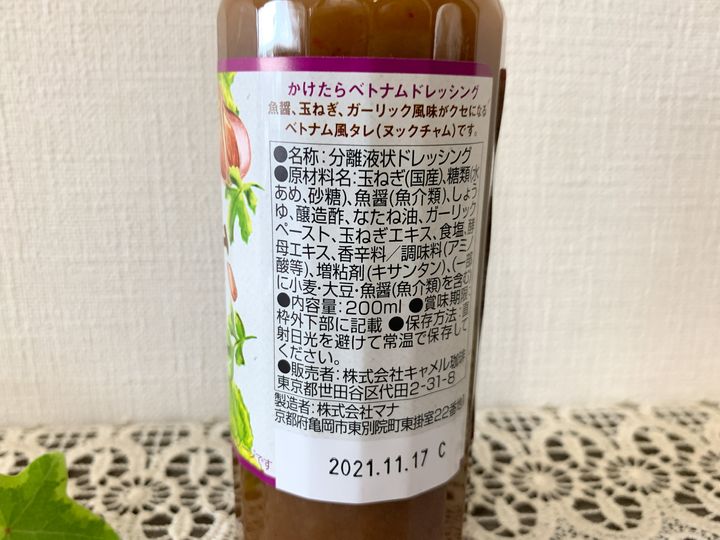 かけたらベトナムドレッシング
魚醤、玉ねぎ、ガーリック風味がクセになる
ベトナム風タレ(ヌックチャム)です。
●名称:分離液状ドレッシング
●原材料名:玉ねぎ(国産)、糖類(水
あめ、砂糖)、魚醤(魚介類)、しょう
ゆ、醸造酢、なたね油、ガーリック
ペースト、玉ねぎエキス、食塩、酵
母エキス、香辛料／調味料(アミノ
酸等)、増粘剤(キサンタン)、(一部
に小麦・大豆・魚醤(魚介類)を含む)
●内容量:200ml ●賞味期限:
枠外下部に記載 ●保存方法:直
射日光を避けて常温で保存して
ください。
●販売者:株式会社キャメル珈琲
東京都世田谷区代田2-31-8
製造者:株式会社マナ
京都府亀岡市東別院町東掛室22番地
2021.11.17 C
です